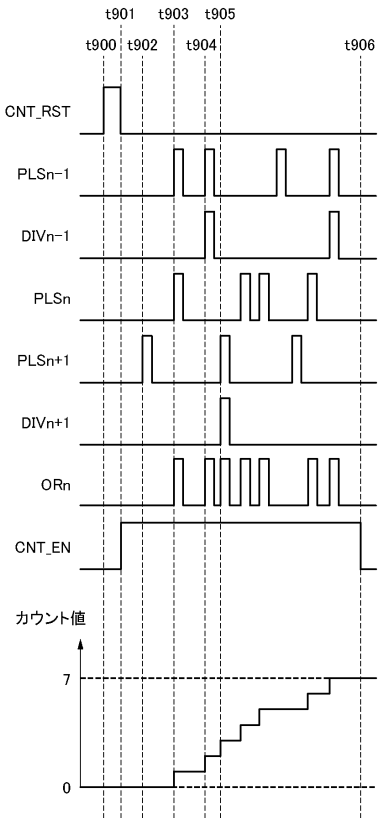 t901 t903 t905
t900 t902 t904 t906
CNT_RST
PLSn-1
DIVn-1
PLSn
PLSn+1
DIVn+1
ORn
CNT_EN
カウント値
7
0